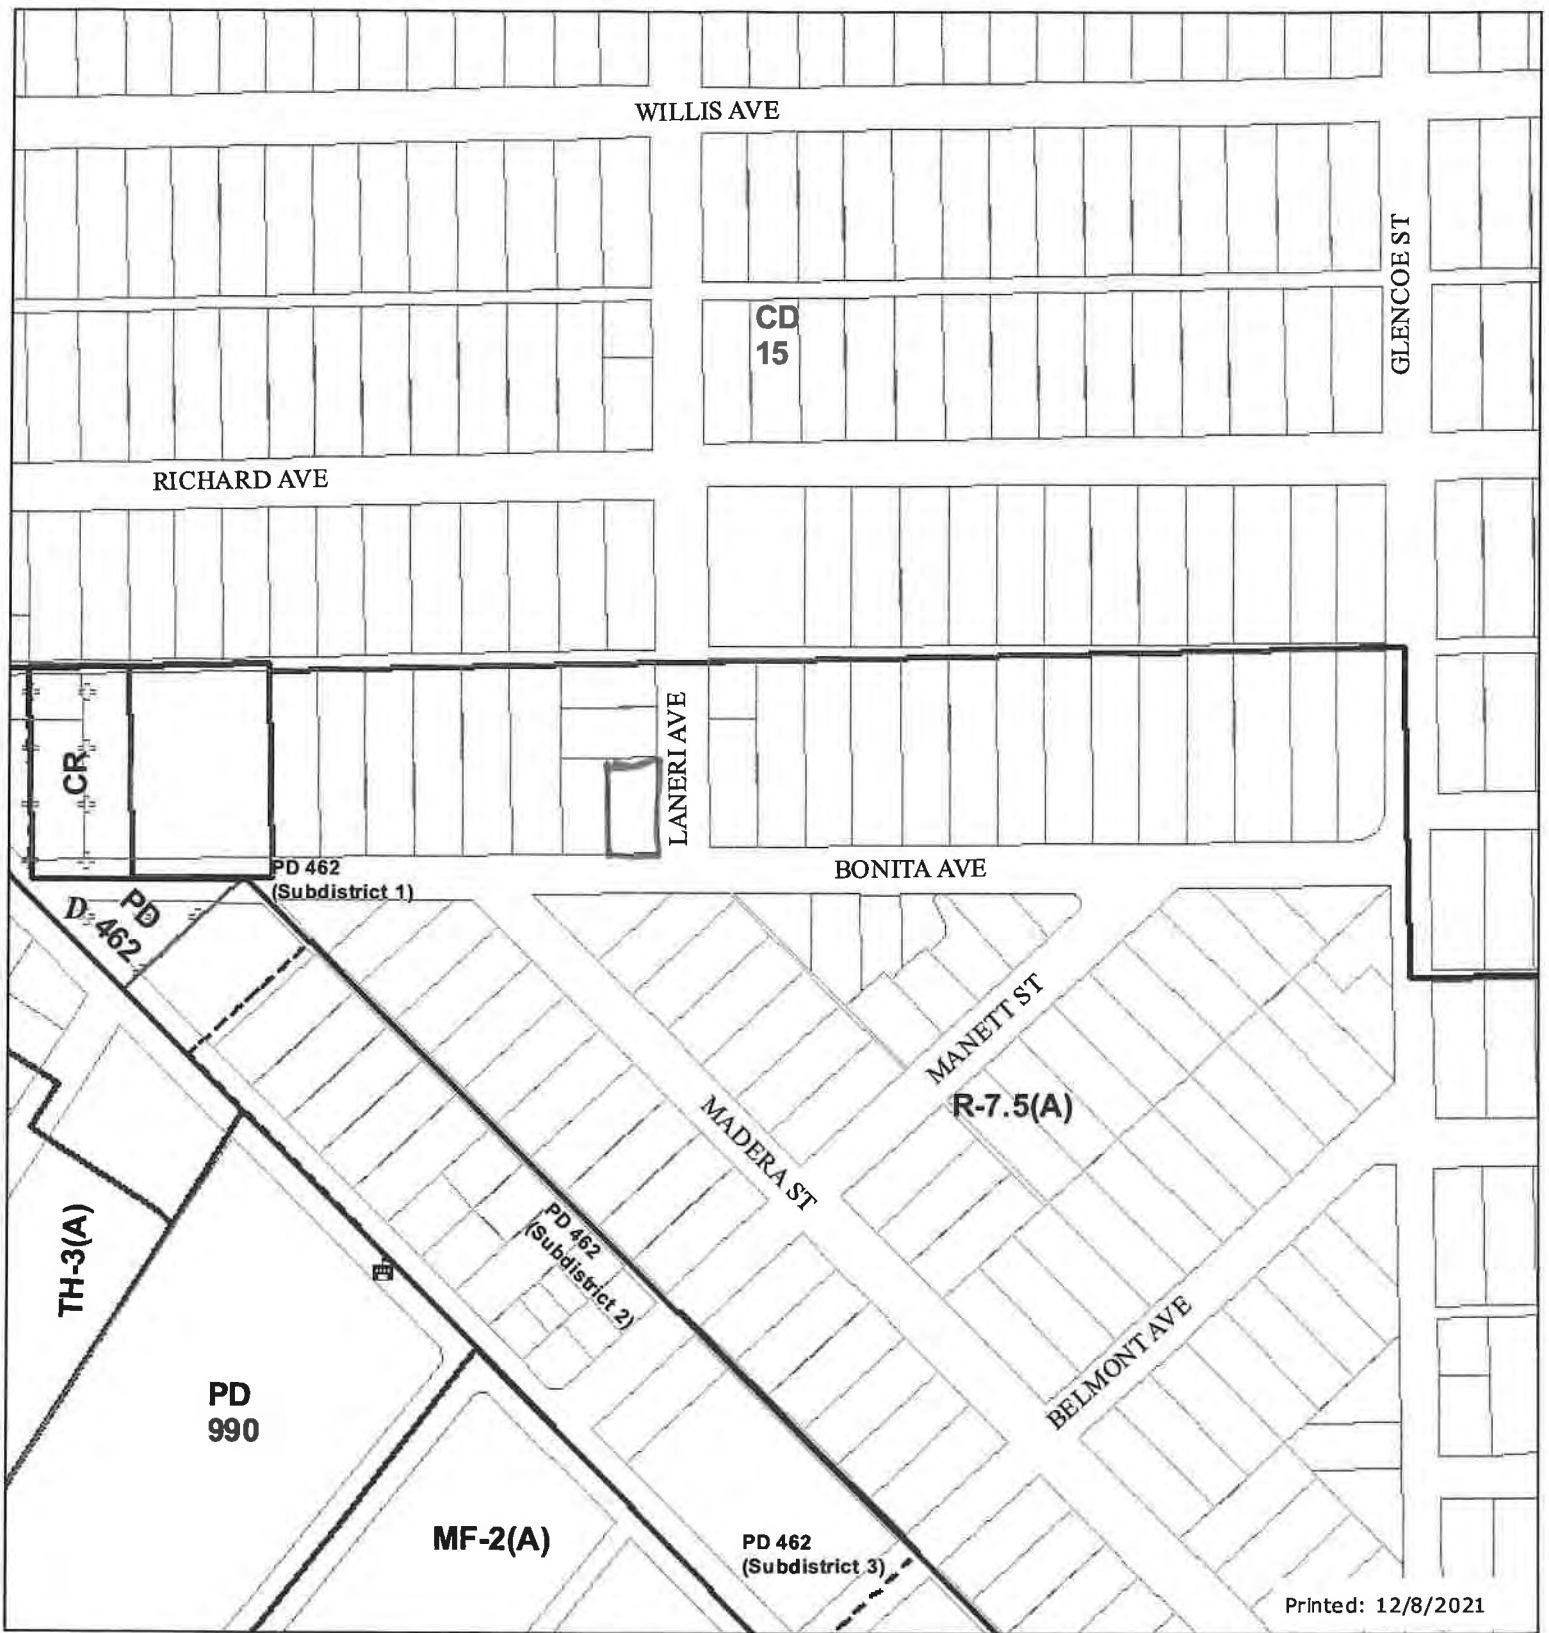 WILLIS AVE
GLENCOE ST
CD
15
RICHARD AVE
LANERI AVE
CR
BONITA AVE
PD 462
(Subdistrict 1)
PD
462
D
MANETT ST
R-7.5(A)
MADERA ST
PD 462
(Subdistrict 2)
TH-3(A)
BELMONT AVE
PD
990
MF-2(A)
PD 462
(Subdistrict 3)
Printed: 12/8/2021